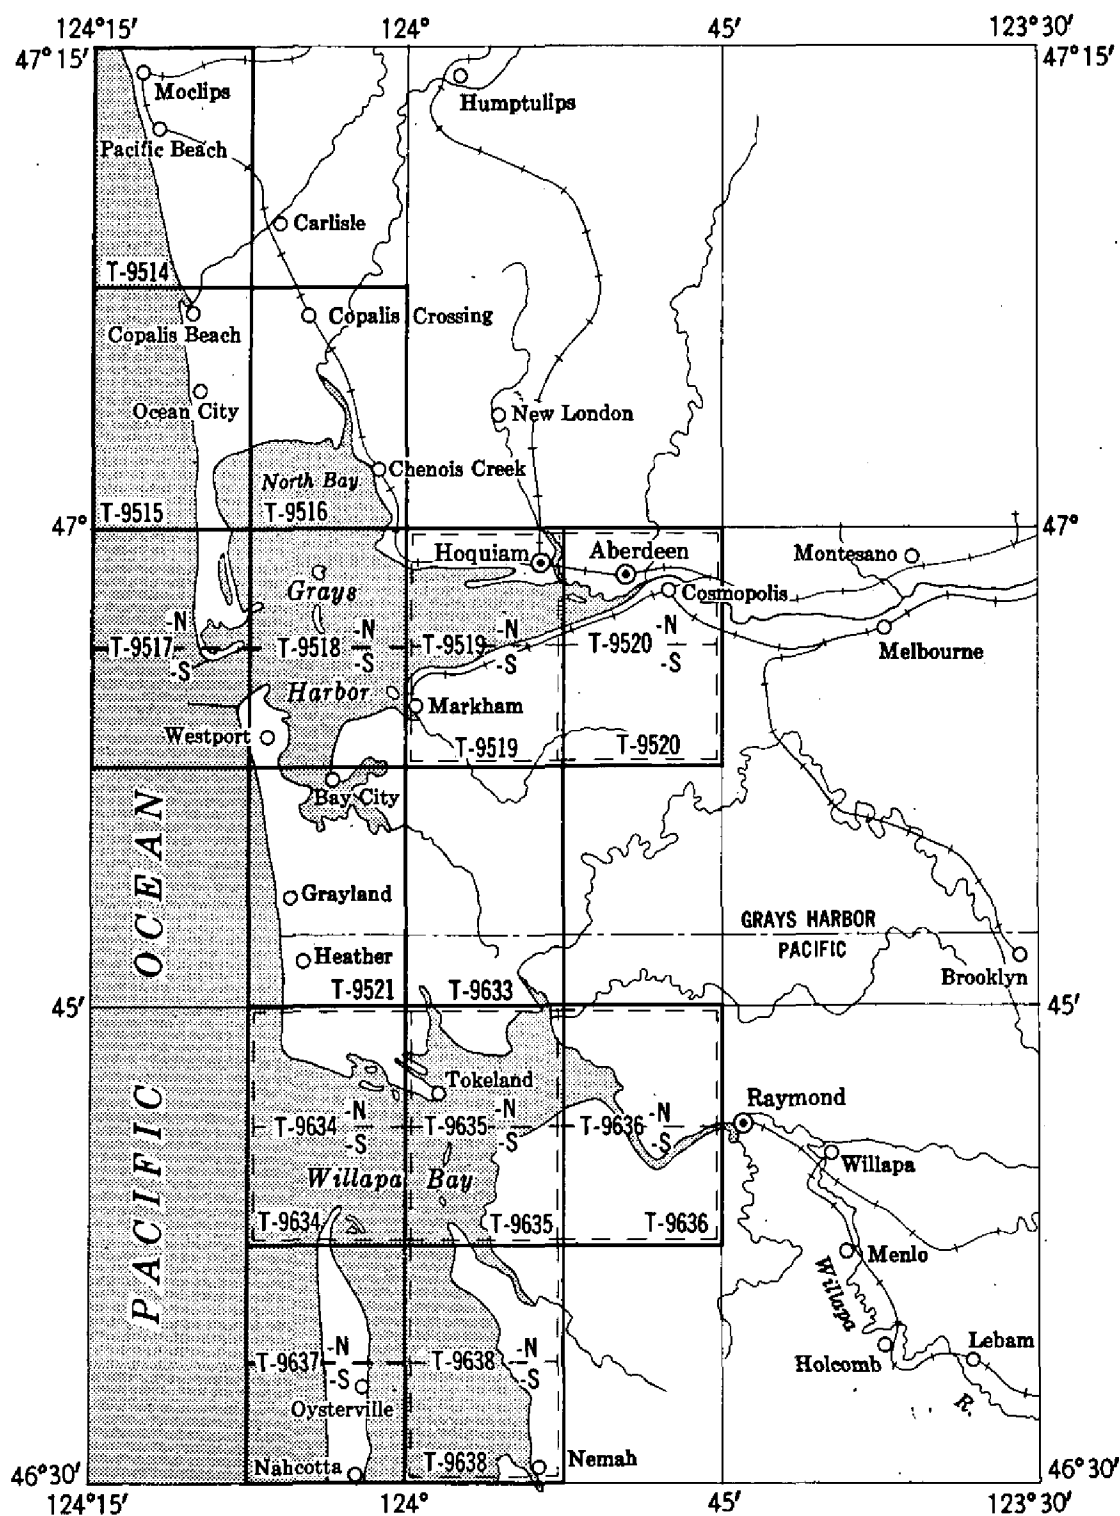 124°15′ 124° 45′ 123°30′
47°15′ 47°15′
Moclips
Humptulips
Pacific Beach
Carlisle
T-9514
Copalis Beach
Copalis Crossing
Ocean City
New London
Chenois Creek
North Bay
T-9515 T-9516
47° 47°
Hoquiam Aberdeen Montesano
Grays
Cosmopolis
-N -N -N -N
T-9517 T-9518 T-9519 T-9520
-S -S -S -S
Melbourne
Harbor
Markham
Westport
T-9519 T-9520
Bay City
PACIFIC OCEAN
Grayland
GRAYS HARBOR
PACIFIC
Heather
Brooklyn
T-9521 T-9633
45′ 45′
Tokeland
Raymond
-N -N -N
T-9634 T-9635 T-9636
-S -S -S
Willapa
Willapa Bay
T-9634 T-9635 T-9636
Menlo
Willapa
R.
Holcomb
Lebam
-N -N
T-9637 T-9638
-S -S
Oysterville
Nahcotta
T-9638
Nemah
46°30′ 46°30′
124°15′ 124° 45′ 123°30′